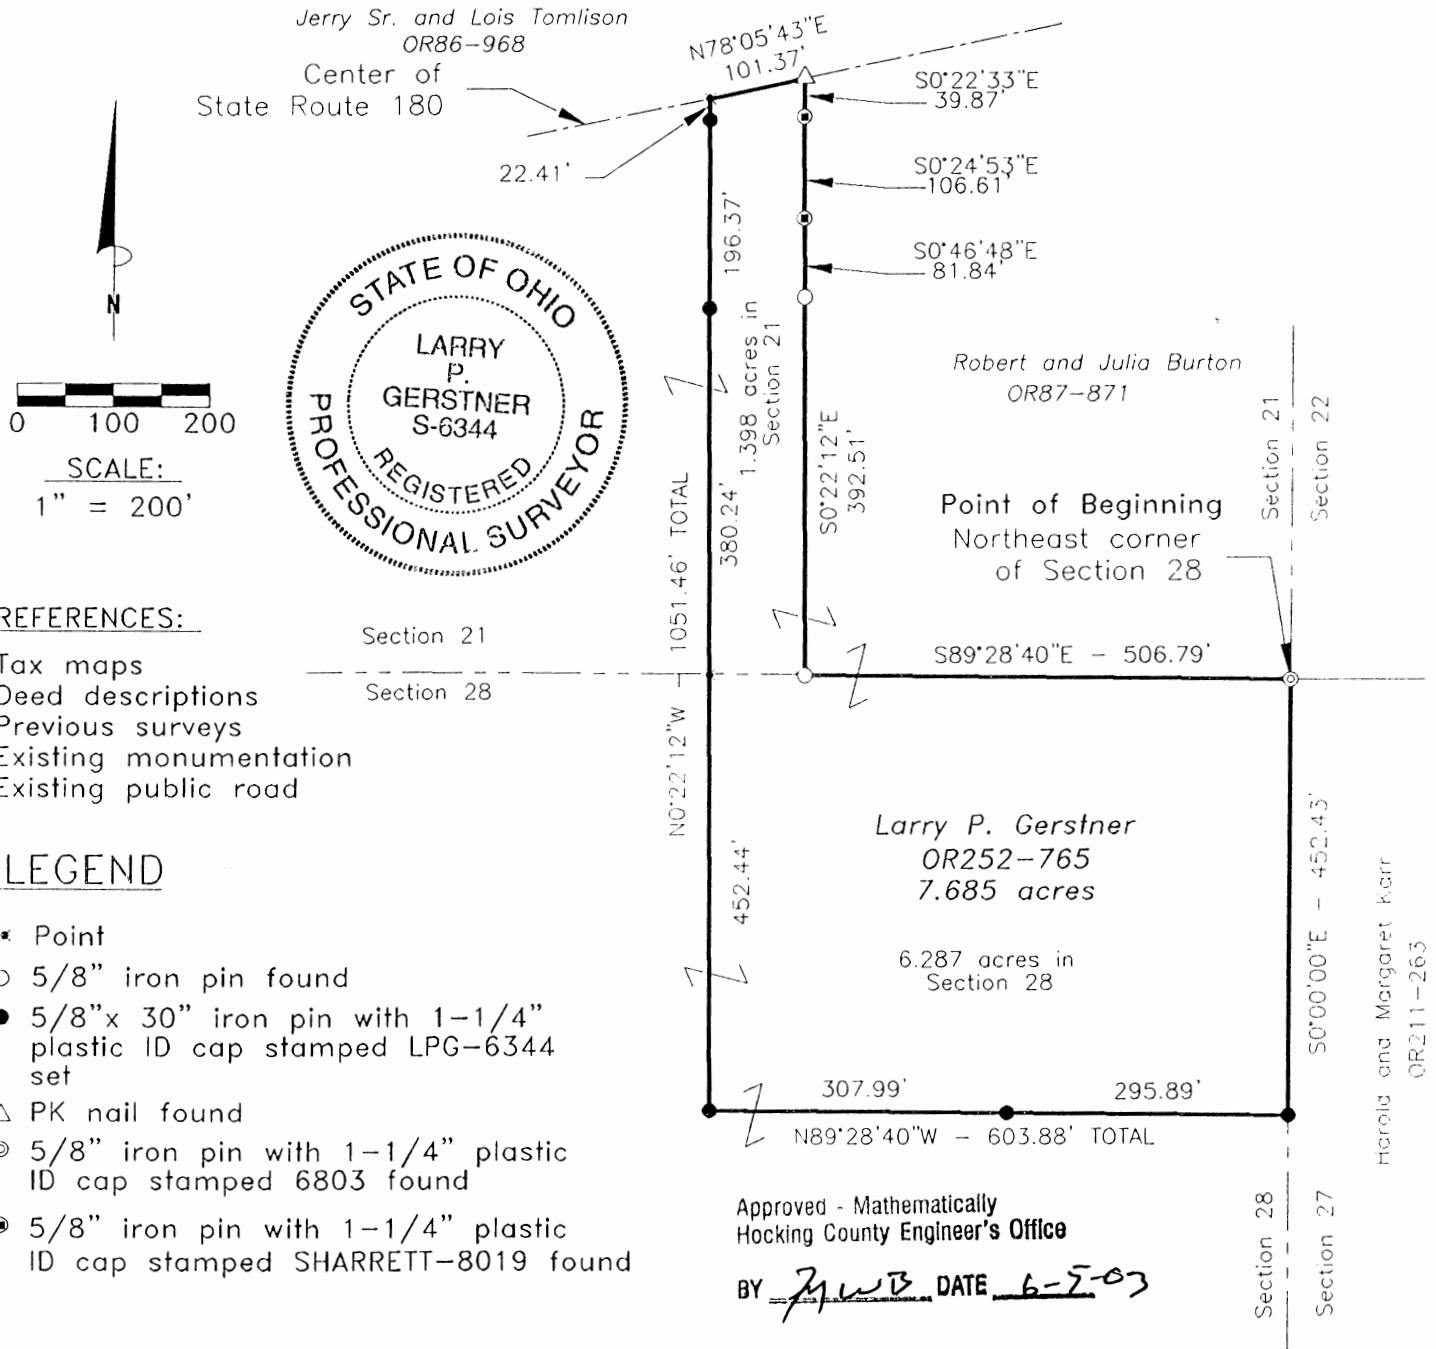 Jerry Sr. and Lois Tomlison
OR86-968
Center of
State Route 180
N78°05'43"E
101.37'
22.41'
S0°22'33"E
39.87'
S0°24'53"E
106.61'
S0°46'48"E
81.84'
N
0 100 200
SCALE:
1" = 200'
STATE OF OHIO
LARRY
P.
GERSTNER
S-6344
REGISTERED
PROFESSIONAL SURVEYOR
196.37'
1.398 acres in
Section 21
380.24'
N0°22'12"W - 1051.46' TOTAL
S0°22'12"E
392.51'
Robert and Julia Burton
OR87-871
Section 21
Section 22
Point of Beginning
Northeast corner
of Section 28
Section 21
Section 28
S89°28'40"E - 506.79'
REFERENCES:
Tax maps
Deed descriptions
Previous surveys
Existing monumentation
Existing public road
452.44'
Larry P. Gerstner
OR252-765
7.685 acres
6.287 acres in
Section 28
S0°00'00"E - 452.43'
Harold and Margaret Karr
OR211-263
307.99'
295.89'
N89°28'40"W - 603.88' TOTAL
LEGEND
Point
5/8" iron pin found
5/8"x 30" iron pin with 1-1/4"
plastic ID cap stamped LPG-6344
set
PK nail found
5/8" iron pin with 1-1/4" plastic
ID cap stamped 6803 found
5/8" iron pin with 1-1/4" plastic
ID cap stamped SHARRETT-8019 found
Approved - Mathematically
Hocking County Engineer's Office
BY DATE 6-5-03
Section 28
Section 27